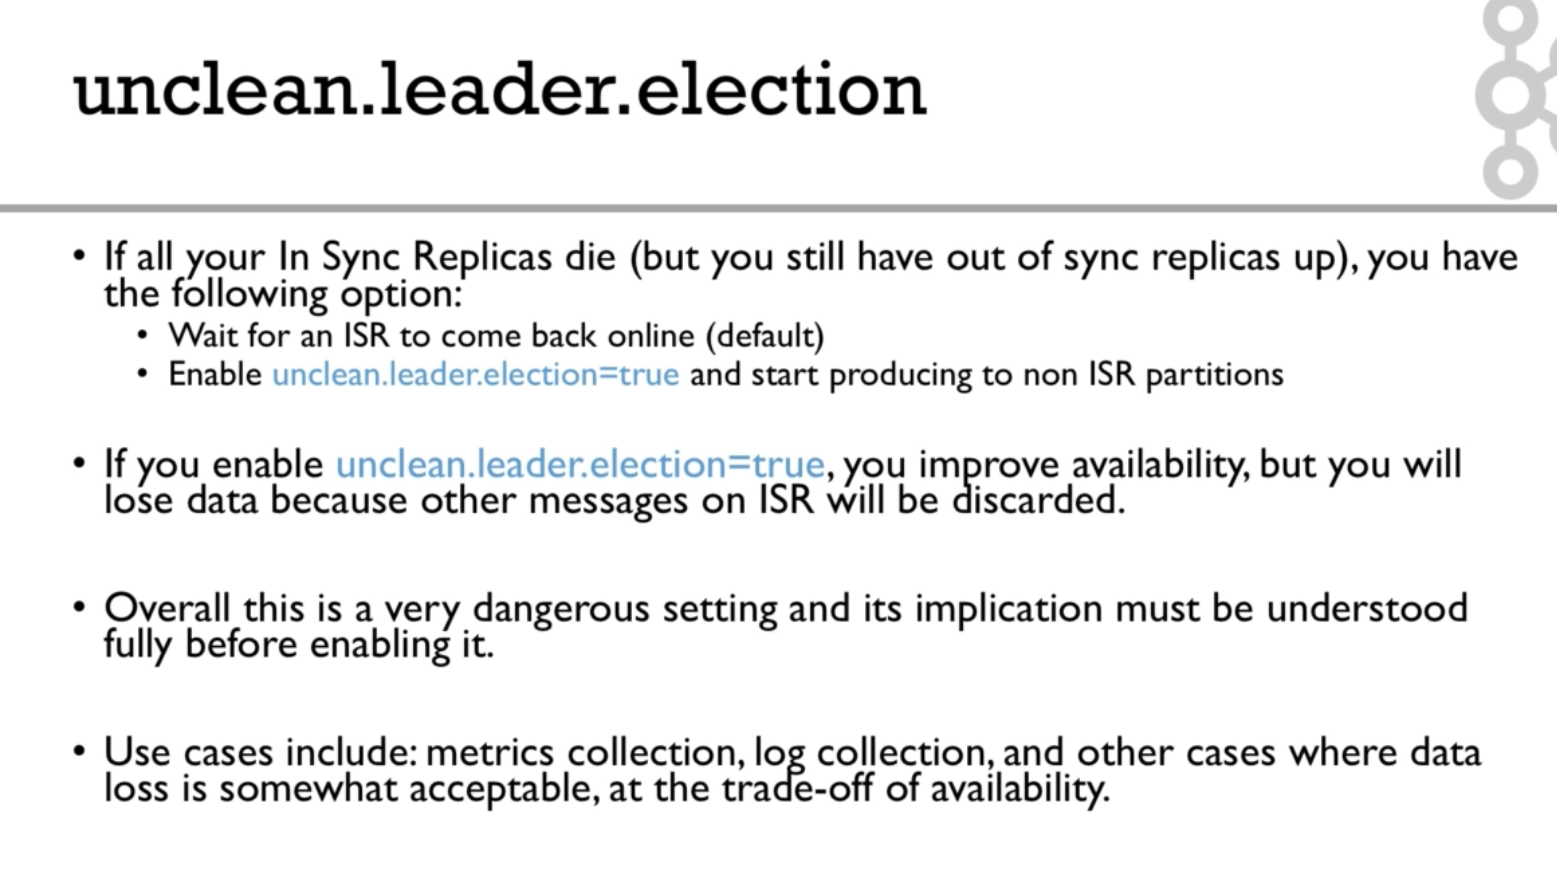 unclean.leader.election
• If all your In Sync Replicas die (but you still have out of sync replicas up), you have
the following option:
• Wait for an ISR to come back online (default)
• Enable unclean.leader.election=true and start producing to non ISR partitions
• If you enable unclean.leader.election=true, you improve availability, but you will
lose data because other messages on ISR will be discarded.
• Overall this is a very dangerous setting and its implication must be understood
fully before enabling it.
• Use cases include: metrics collection, log collection, and other cases where data
loss is somewhat acceptable, at the trade-off of availability.